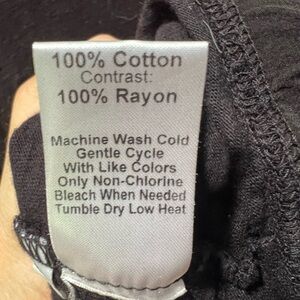 100% Cotton
Contrast:
100% Rayon
Machine Wash Cold
Gentle Cycle
With Like Colors
Only Non-Chlorine
Bleach When Needed
Tumble Dry Low Heat